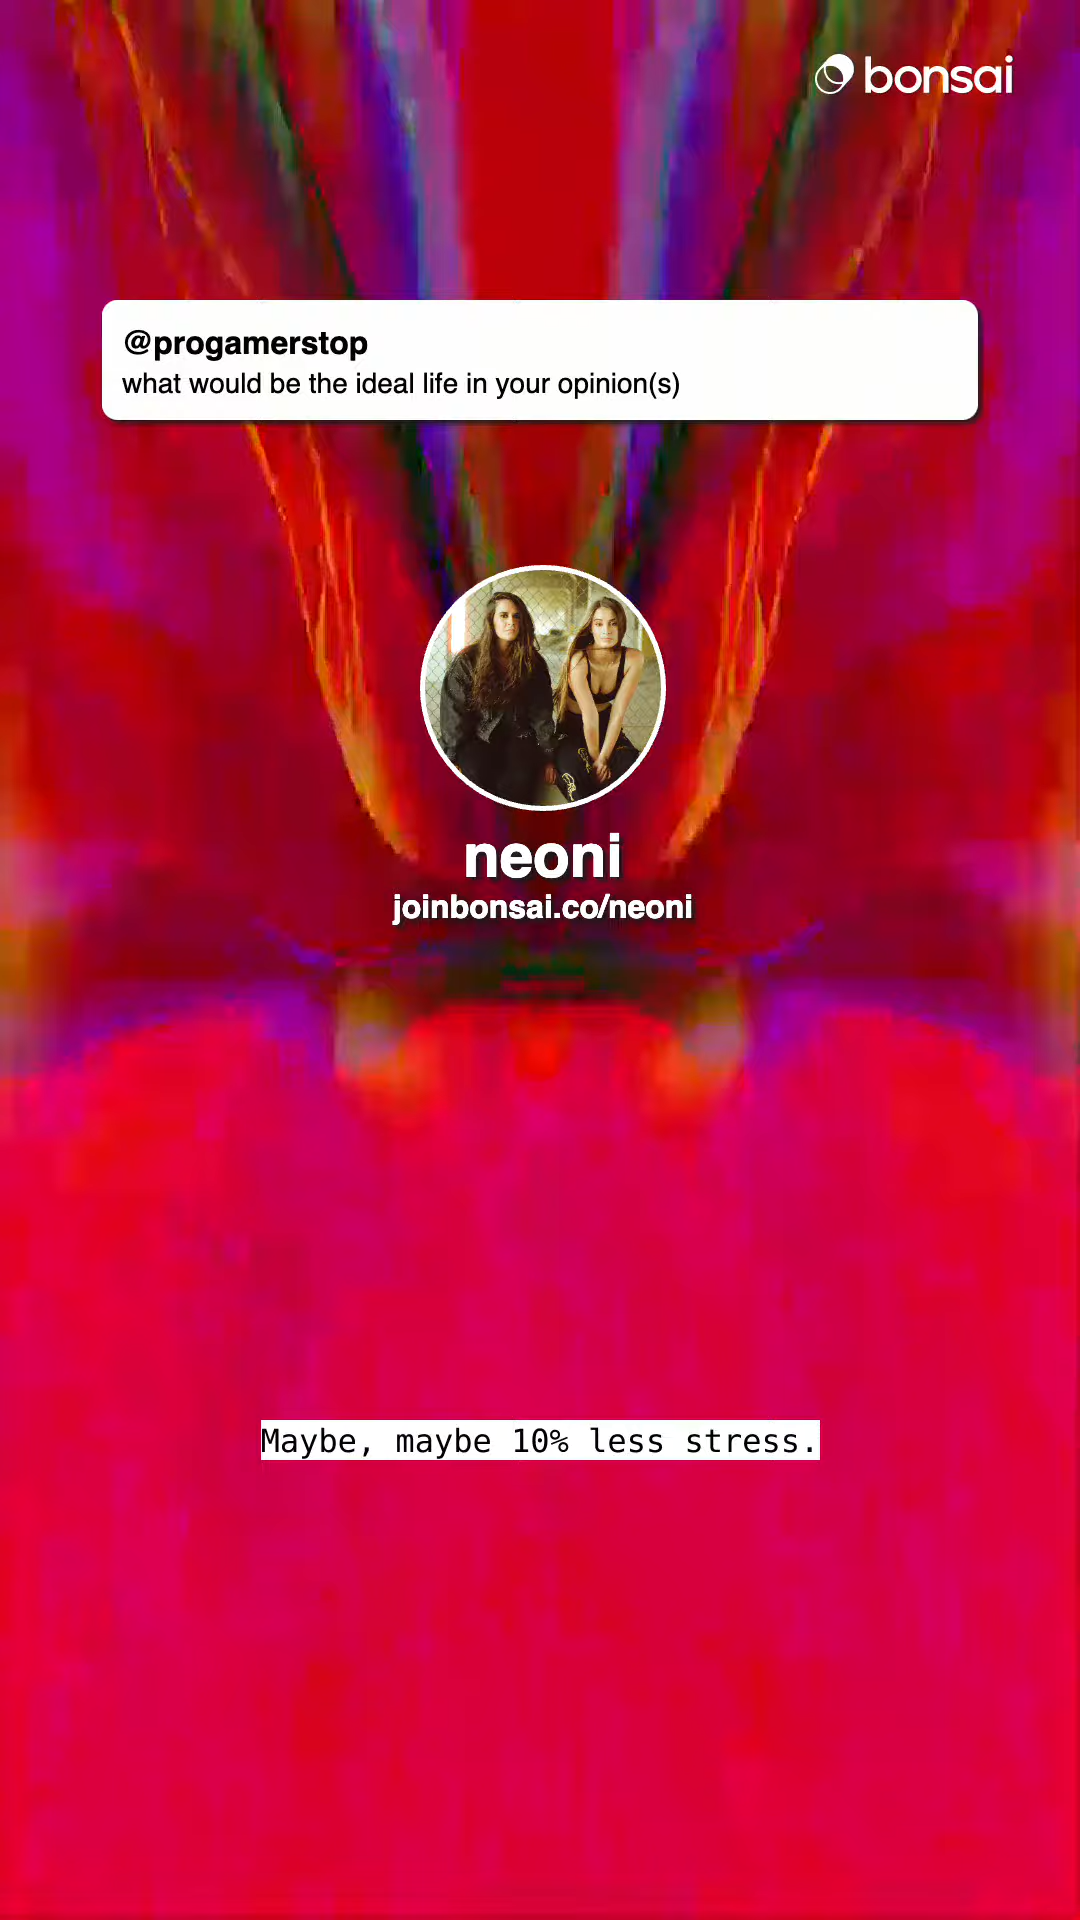 bonsai
@progamerstop
what would be the ideal life in your opinion(s)
neoni
joinbonsai.co/neoni
Maybe, maybe 10% less stress.